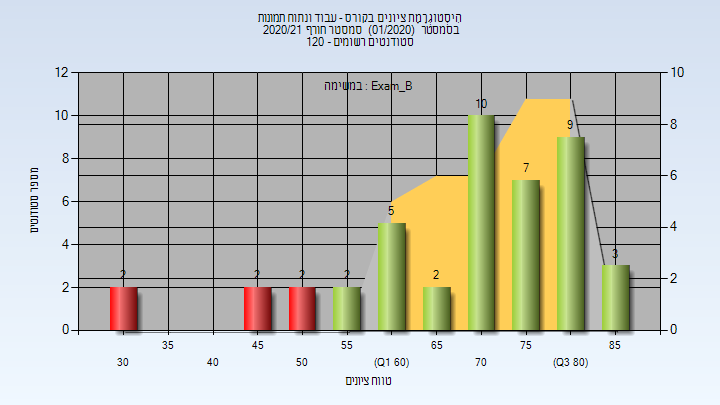 היסטוגרמת ציונים בקורס - עבוד ונתוח תמונות
בסמסטר (01/2020) סמסטר חורף 2020/21
סטודנטים רשומים - 120
במשימה : Exam_B
12 10 8 6 4 2 0
מספר סטודנטים
10 8 6 4 2 0
2 2 2 2 5 2 10 7 9 3
35 45 55 65 75 85
30 40 50 (Q1 60) 70 (Q3 80)
טווח ציונים